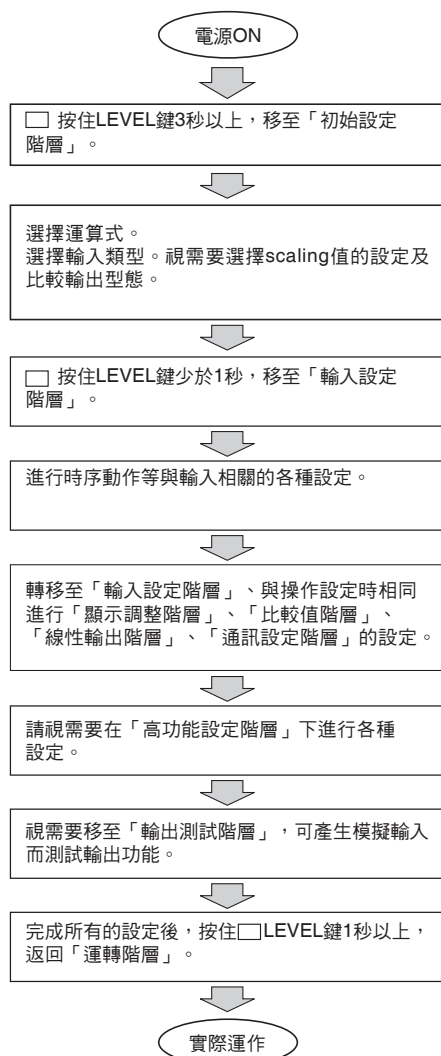 電源ON
□ 按住LEVEL鍵3秒以上，移至「初始設定
階層」。
選擇運算式。
選擇輸入類型。視需要選擇scaling值的設定及
比較輸出型態。
□ 按住LEVEL鍵少於1秒，移至「輸入設定
階層」。
進行時序動作等與輸入相關的各種設定。
轉移至「輸入設定階層」、與操作設定時相同
進行「顯示調整階層」、「比較值階層」、
「線性輸出階層」、「通訊設定階層」的設定。
請視需要在「高功能設定階層」下進行各種
設定。
視需要移至「輸出測試階層」，可產生模擬輸入
而測試輸出功能。
完成所有的設定後，按住□LEVEL鍵1秒以上，
返回「運轉階層」。
實際運作